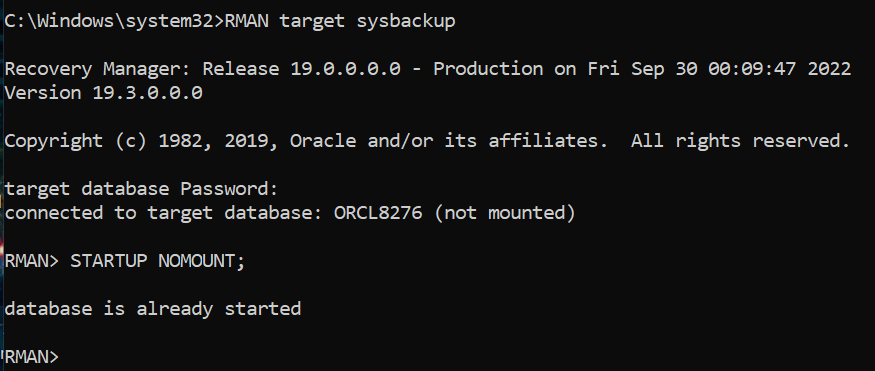 C:\Windows\system32>RMAN target sysbackup
Recovery Manager: Release 19.0.0.0.0 - Production on Fri Sep 30 00:09:47 2022
Version 19.3.0.0.0
Copyright (c) 1982, 2019, Oracle and/or its affiliates.  All rights reserved.
target database Password:
connected to target database: ORCL8276 (not mounted)
RMAN> STARTUP NOMOUNT;
database is already started
RMAN>